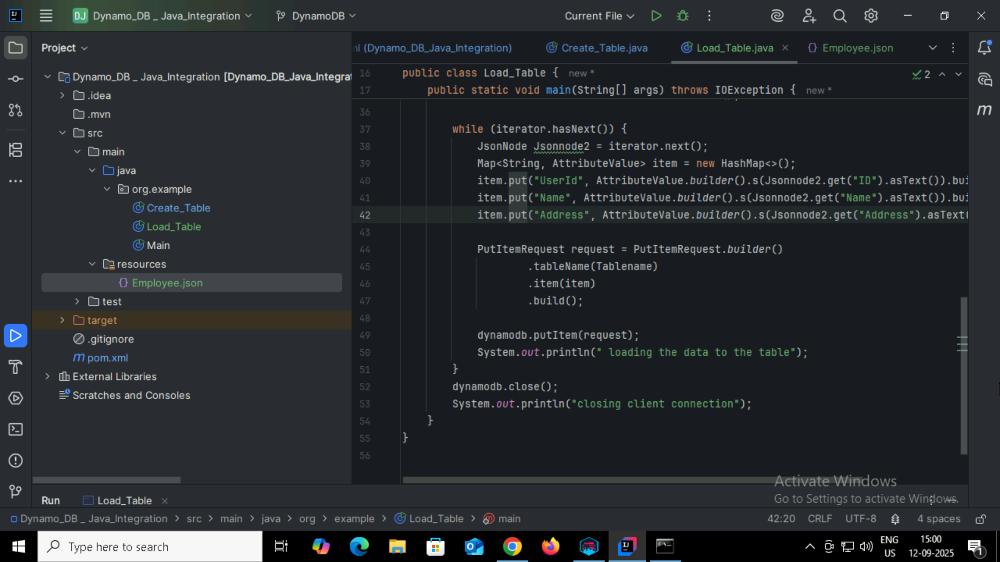 DJ Dynamo_DB _ Java_Integration DynamoDB Current File
Project
Dynamo_DB _ Java_Integration [Dynamo_DB_Java_Integrat
.idea
.mvn
src
main
java
org.example
Create_Table
Load_Table
Main
resources
{} Employee.json
test
target
.gitignore
m pom.xml
External Libraries
Scratches and Consoles
(Dynamo_DB_Java_Integration) Create_Table.java Load_Table.java {} Employee.json
16 public class Load_Table { new *
2
17 public static void main(String[] args) throws IOException { new *
36
37 while (iterator.hasNext()) {
38 JsonNode Jsonnode2 = iterator.next();
39 Map<String, AttributeValue> item = new HashMap<>();
40 item.put("UserId", AttributeValue.builder().s(Jsonnode2.get("ID").asText()).bui
41 item.put("Name", AttributeValue.builder().s(Jsonnode2.get("Name").asText()).bui
42 item.put("Address", AttributeValue.builder().s(Jsonnode2.get("Address").asText(
43
44 PutItemRequest request = PutItemRequest.builder()
45 .tableName(Tablename)
46 .item(item)
47 .build();
48
49 dynamodb.putItem(request);
50 System.out.println(" loading the data to the table");
51 }
52 dynamodb.close();
53 System.out.println("closing client connection");
54 }
55 }
56
m
Activate Windows
Go to Settings to activate Windows.
Run Load_Table
Dynamo_DB _ Java_Integration > src > main > java > org > example > Load_Table > main
42:20 CRLF UTF-8 4 spaces
Type here to search
ENG
US
15:00
12-09-2025
1